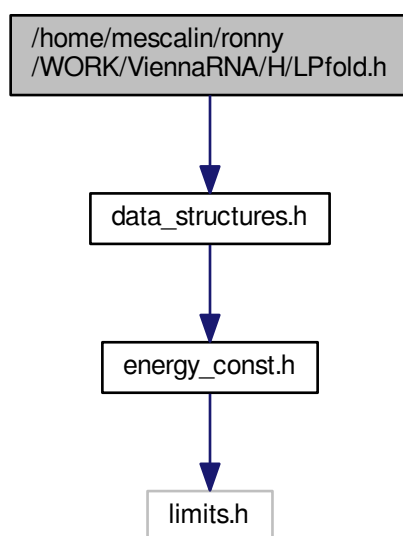 /home/mescalin/ronny
/WORK/ViennaRNA/H/LPfold.h
data_structures.h
energy_const.h
limits.h